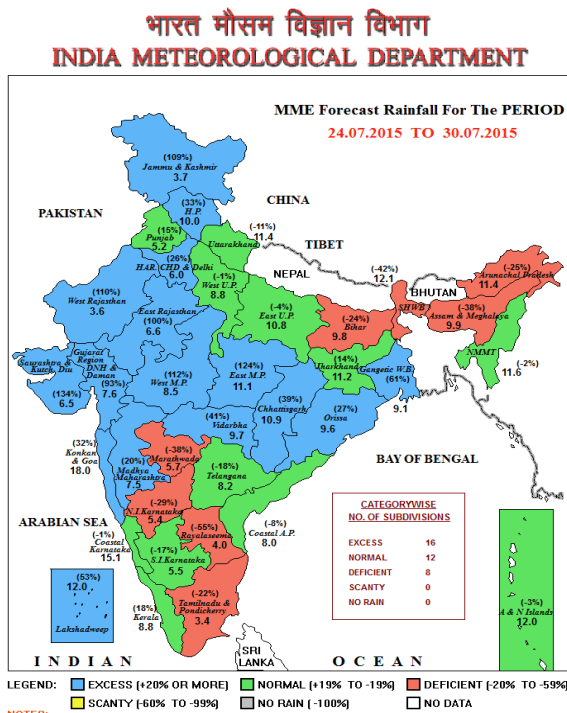 भारत मौसम विज्ञान विभाग
INDIA METEOROLOGICAL DEPARTMENT
MME Forecast Rainfall For The PERIOD
24.07.2015 TO 30.07.2015
(109%)
Jammu & Kashmir
3.7
CHINA
(33%)
H.P.
10.0
PAKISTAN
(15%)
Punjab
5.2
(-11%)
11.4
Uttarakhand
TIBET
(26%)
HAR. CHD & Delhi
6.0
(-1%)
West U.P.
8.8
NEPAL
(-42%)
12.1
BHUTAN
(-25%)
Arunachal Pradesh
11.4
(110%)
West Rajasthan
3.6
East Rajasthan
(100%)
6.6
(-4%)
East U.P.
10.8
(-24%)
Bihar
9.8
SHWB
(-38%)
Assam & Meghalaya
9.9
NMMT
(-2%)
11.6
Saurashtra &
Kutch, Diu
(134%)
6.5
Gujarat
Region
DNH &
Daman
(93%)
7.6
(112%)
West M.P.
8.5
(124%)
East M.P.
11.1
(14%)
Jharkhand
11.2
Gangetic W.B.
(61%)
9.1
(39%)
Chhattisgarh
10.9
(27%)
Orissa
9.6
(41%)
Vidarbha
9.7
(32%)
Konkan
& Goa
18.0
(20%)
Madhya
Maharashtra
7.5
(-38%)
Marathwada
5.7
(-18%)
Telangana
8.2
BAY OF BENGAL
ARABIAN SEA
(-29%)
N.I.Karnataka
5.4
(-55%)
Rayalaseema
4.0
(-8%)
Coastal A.P.
8.0
(-1%)
Coastal
Karnataka
15.1
(-17%)
S.I.Karnataka
5.5
(53%)
12.0
Lakshadweep
(18%)
Kerala
8.8
(-22%)
Tamilnadu &
Pondicherry
3.4
CATEGORYWISE
NO. OF SUBDIVISIONS
EXCESS 16
NORMAL 12
DEFICIENT 8
SCANTY 0
NO RAIN 0
(-3%)
A & N Islands
12.0
SRI
LANKA
INDIAN OCEAN
LEGEND: EXCESS (+20% OR MORE) NORMAL (+19% TO -19%) DEFICIENT (-20% TO -59%)
SCANTY (-60% TO -99%) NO RAIN (-100%) NO DATA